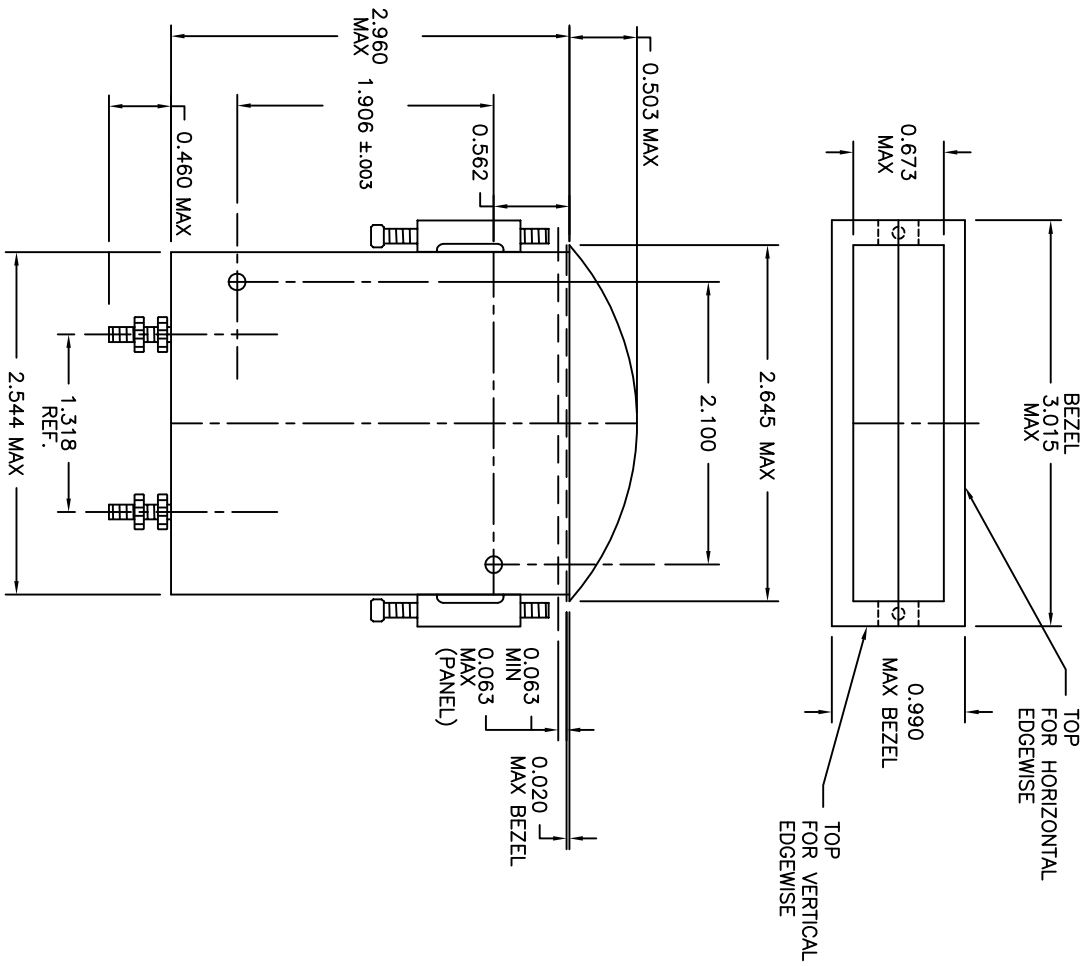 BEZEL
3.015
MAX
TOP
FOR HORIZONTAL
EDGEWISE
0.673
MAX
0.990
MAX BEZEL
TOP
FOR VERTICAL
EDGEWISE
0.503 MAX
2.645 MAX
2.100
2.960
MAX
1.906 ±.003
0.562
0.460 MAX
0.020
MAX BEZEL
0.063
MIN
0.063
MAX
(PANEL)
1.318
REF.
2.544 MAX